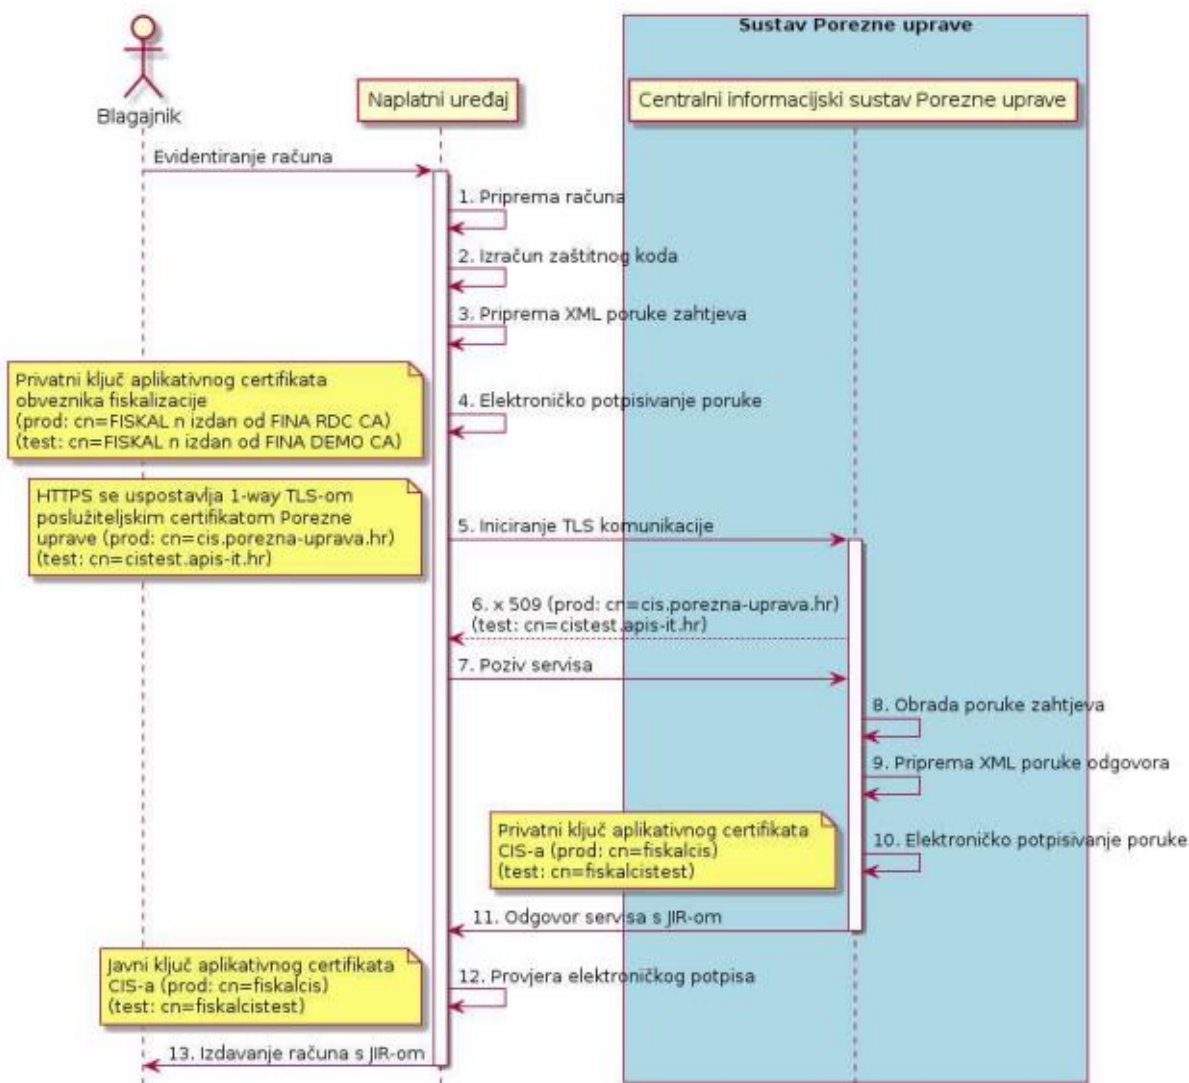 Sustav Porezne uprave
Blagajnik
Naplatni uređaj
Centralni informacijski sustav Porezne uprave
Evidentiranje računa
1. Priprema računa
2. Izračun zaštitnog koda
3. Priprema XML poruke zahtjeva
Privatni ključ aplikativnog certifikata
obveznika fiskalizacije
(prod: cn=FISKAL n izdan od FINA RDC CA)
(test: cn=FISKAL n izdan od FINA DEMO CA)
4. Elektroničko potpisivanje poruke
HTTPS se uspostavlja 1-way TLS-om
poslužiteljskim certifikatom Porezne
uprave (prod: cn=cis.porezna-uprava.hr)
(test: cn=cistest.apis-it.hr)
5. Iniciranje TLS komunikacije
6. x 509 (prod: cn=cis.porezna-uprava.hr)
(test: cn=cistest.apis-it.hr)
7. Poziv servisa
8. Obrada poruke zahtjeva
9. Priprema XML poruke odgovora
Privatni ključ aplikativnog certifikata
CIS-a (prod: cn=fiskalcis)
(test: cn=fiskalcistest)
10. Elektroničko potpisivanje poruke
11. Odgovor servisa s JIR-om
Javni ključ aplikativnog certifikata
CIS-a (prod: cn=fiskalcis)
(test: cn=fiskalcistest)
12. Provjera elektroničkog potpisa
13. Izdavanje računa s JIR-om